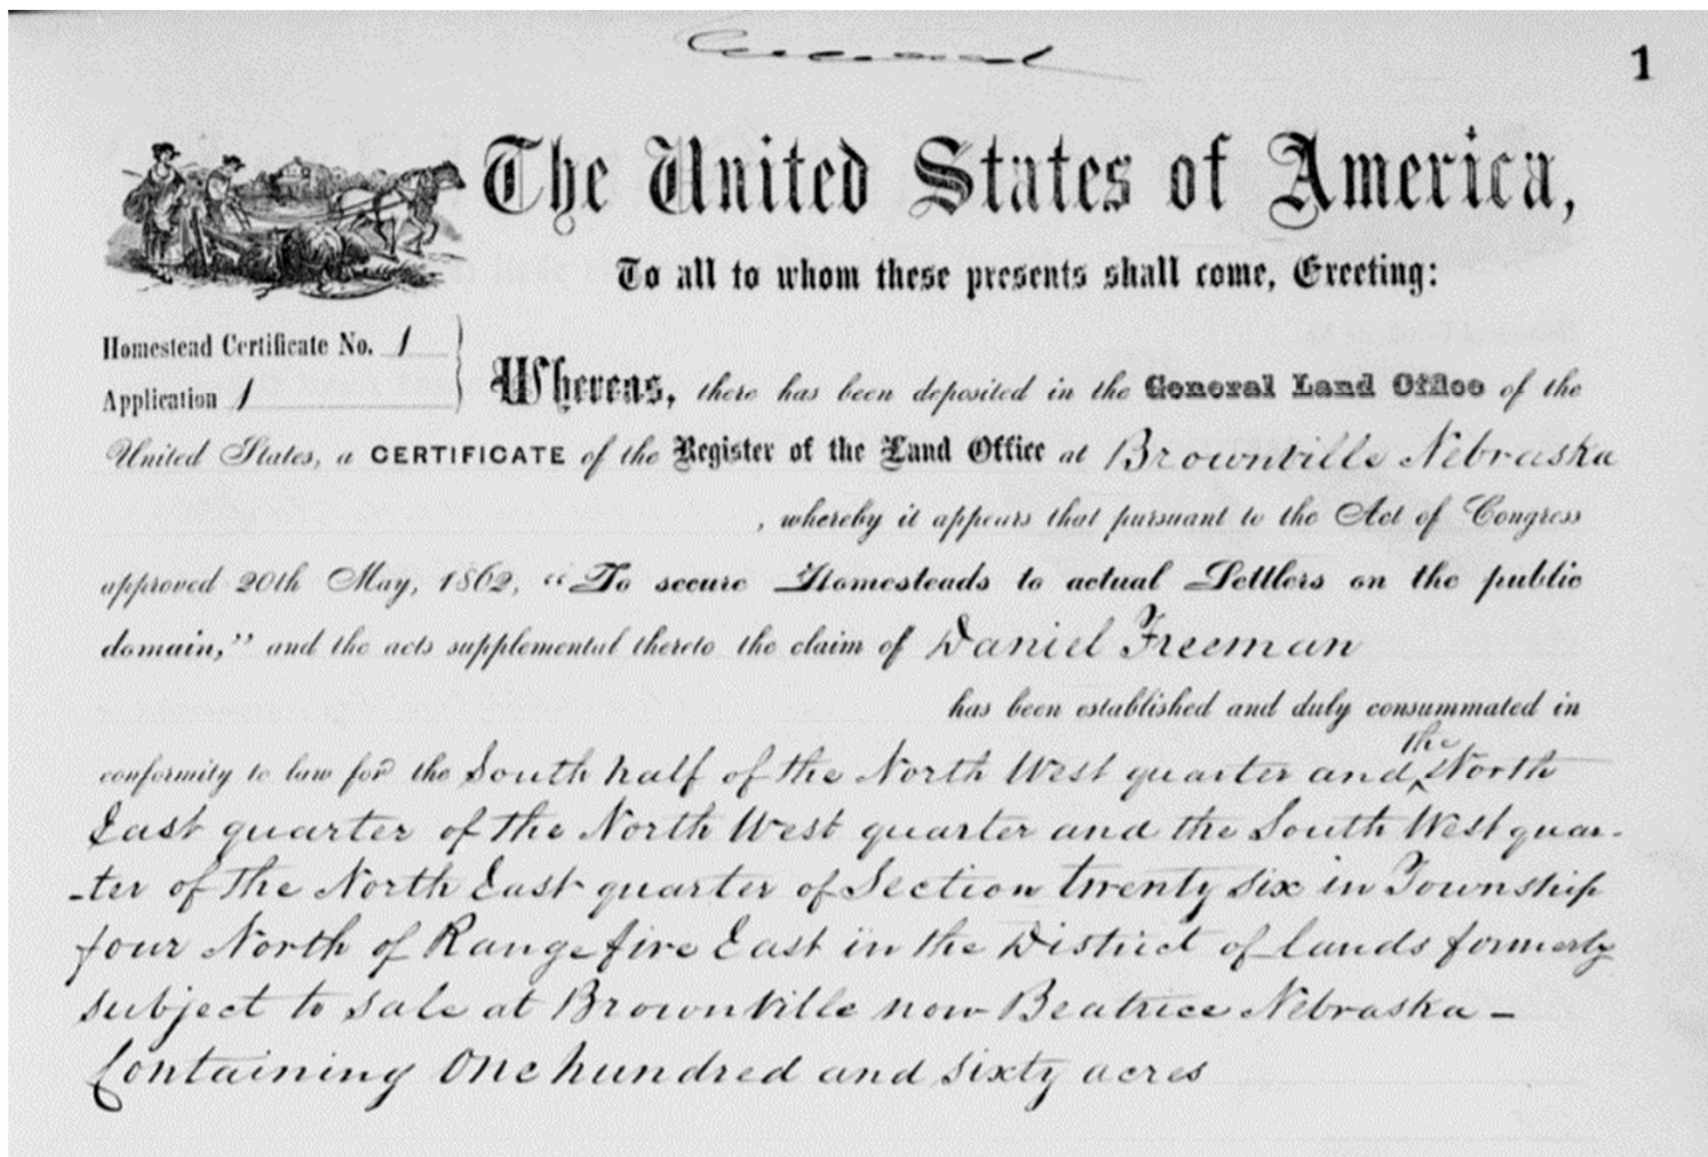 1
The United States of America,
To all to whom these presents shall come, Greeting:
Homestead Certificate No. 1
Application 1
Whereas, there has been deposited in the General Land Office of the
United States, a CERTIFICATE of the Register of the Land Office at Brownville Nebraska
, whereby it appears that pursuant to the Act of Congress
approved 20th May, 1862, "To secure Homesteads to actual Settlers on the public
domain," and the acts supplemental thereto the claim of Daniel Freeman
has been established and duly consummated in
conformity to law for the South half of the North West quarter and the North
East quarter of the North West quarter and the South West quar-
-ter of the North East quarter of Section twenty six in Township
four North of Range five East in the District of lands formerly
subject to sale at Brownville now Beatrice Nebraska –
Containing One hundred and sixty acres